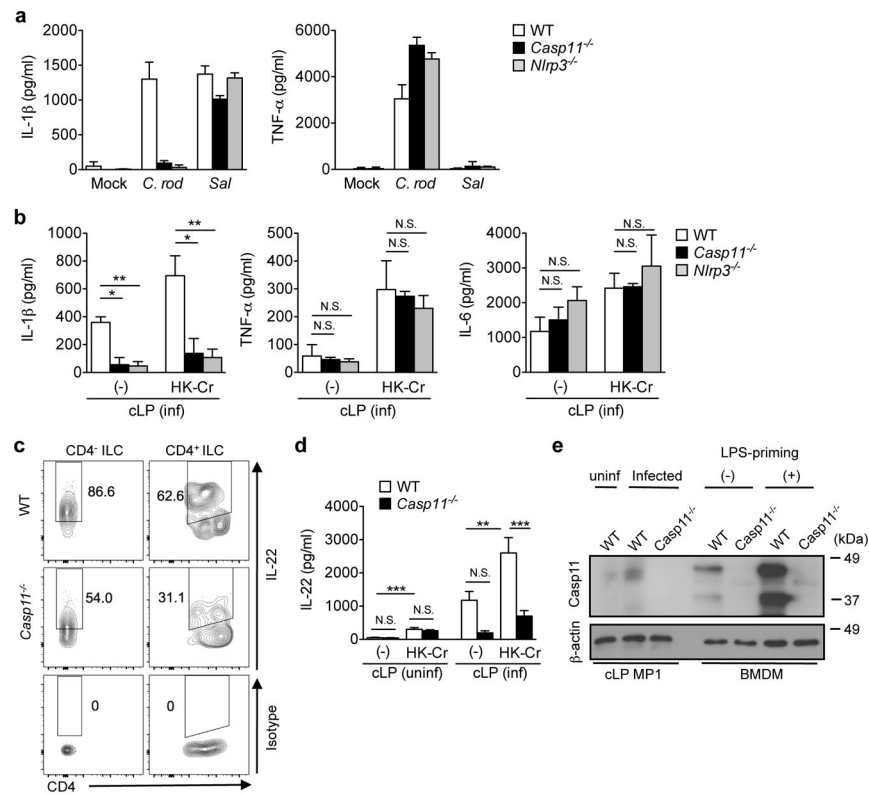 a
IL-1β (pg/ml)
2000
1500
1000
500
0
Mock C. rod Sal
TNF-α (pg/ml)
6000
4000
2000
0
Mock C. rod Sal
WT
Casp11-/-
Nlrp3-/-
b
IL-1β (pg/ml)
1000
800
600
400
200
0
** *
** *
(-) HK-Cr
cLP (inf)
TNF-α (pg/ml)
500
400
300
200
100
0
N.S.
N.S.
N.S.
N.S.
(-) HK-Cr
cLP (inf)
IL-6 (pg/ml)
4000
3000
2000
1000
0
N.S.
N.S.
N.S.
N.S.
(-) HK-Cr
cLP (inf)
WT
Casp11-/-
Nlrp3-/-
c
CD4- ILC CD4+ ILC
WT
86.6 62.6
Casp11-/-
54.0 31.1
IL-22
0 0
Isotype
CD4
d
WT
Casp11-/-
IL-22 (pg/ml)
4000
3000
2000
1000
0
** ***
N.S.
***
N.S. N.S.
(-) HK-Cr (-) HK-Cr
cLP (uninf) cLP (inf)
e
LPS-priming
uninf Infected (-) (+)
WT WT Casp11-/- WT Casp11-/- WT Casp11-/-
(kDa)
Casp11
49
37
β-actin
49
cLP MP1 BMDM